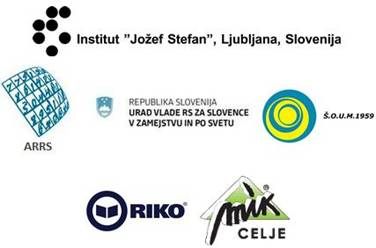 Institut ”Jožef Stefan”, Ljubljana, Slovenija
ARRS
REPUBLIKA SLOVENIJA
URAD VLADE RS ZA SLOVENCE
V ZAMEJSTVU IN PO SVETU
Š.O.U.M.1959
RIKO®
mik
CELJE